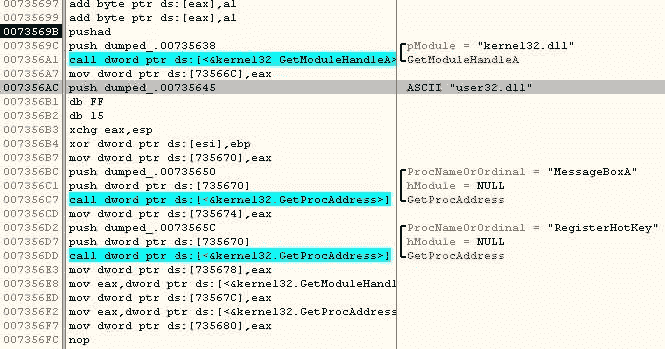 00735697 add byte ptr ds:[eax],al
00735699 add byte ptr ds:[eax],al
0073569B pushad
0073569C push dumped_.00735638 pModule = "kernel32.dll"
007356A1 call dword ptr ds:[<&kernel32.GetModuleHandleA> GetModuleHandleA
007356A7 mov dword ptr ds:[73566C],eax
007356AC push dumped_.00735645 ASCII "user32.dll"
007356B1 db FF
007356B2 db 15
007356B3 xchg eax,esp
007356B4 xor dword ptr ds:[esi],ebp
007356B7 mov dword ptr ds:[735670],eax
007356BC push dumped_.00735650 ProcNameOrOrdinal = "MessageBoxA"
007356C1 push dword ptr ds:[735670] hModule = NULL
007356C7 call dword ptr ds:[<&kernel32.GetProcAddress>] GetProcAddress
007356CD mov dword ptr ds:[735674],eax
007356D2 push dumped_.0073565C ProcNameOrOrdinal = "RegisterHotKey"
007356D7 push dword ptr ds:[735670] hModule = NULL
007356DD call dword ptr ds:[<&kernel32.GetProcAddress>] GetProcAddress
007356E3 mov dword ptr ds:[735678],eax
007356E8 mov eax,dword ptr ds:[<&kernel32.GetModuleHandl
007356ED mov dword ptr ds:[73567C],eax
007356F2 mov eax,dword ptr ds:[<&kernel32.GetProcAddress
007356F7 mov dword ptr ds:[735680],eax
007356FC nop